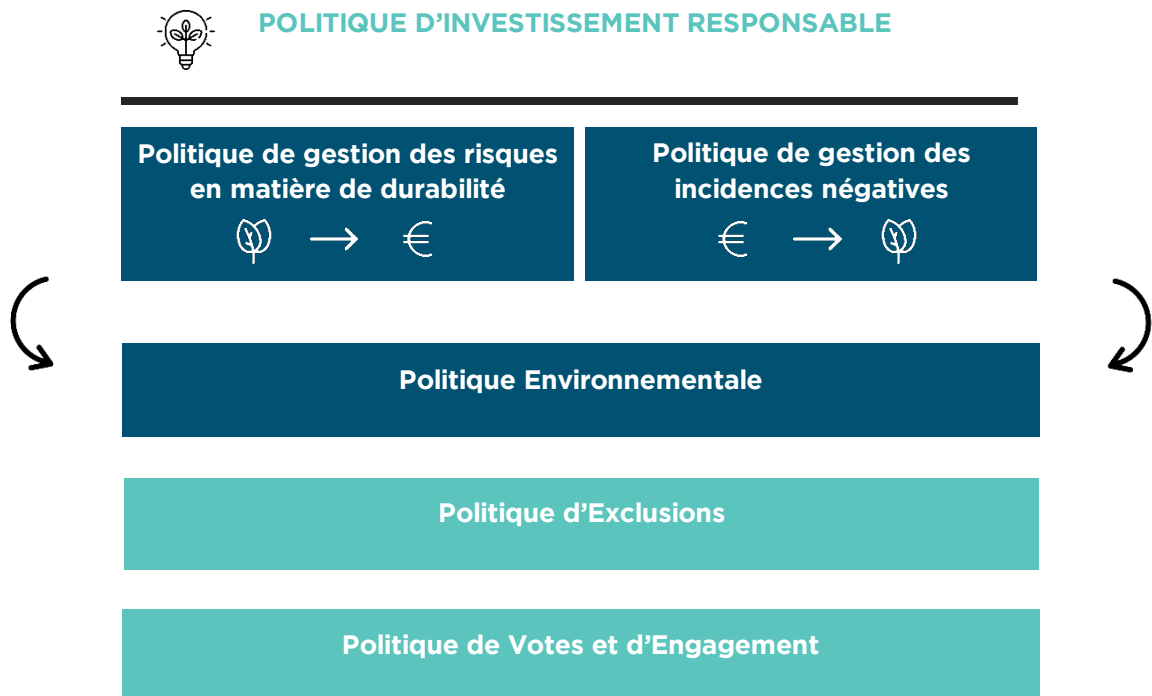 POLITIQUE D’INVESTISSEMENT RESPONSABLE
Politique de gestion des risques
en matière de durabilité
€
Politique de gestion des
incidences négatives
€
Politique Environnementale
Politique d’Exclusions
Politique de Votes et d’Engagement